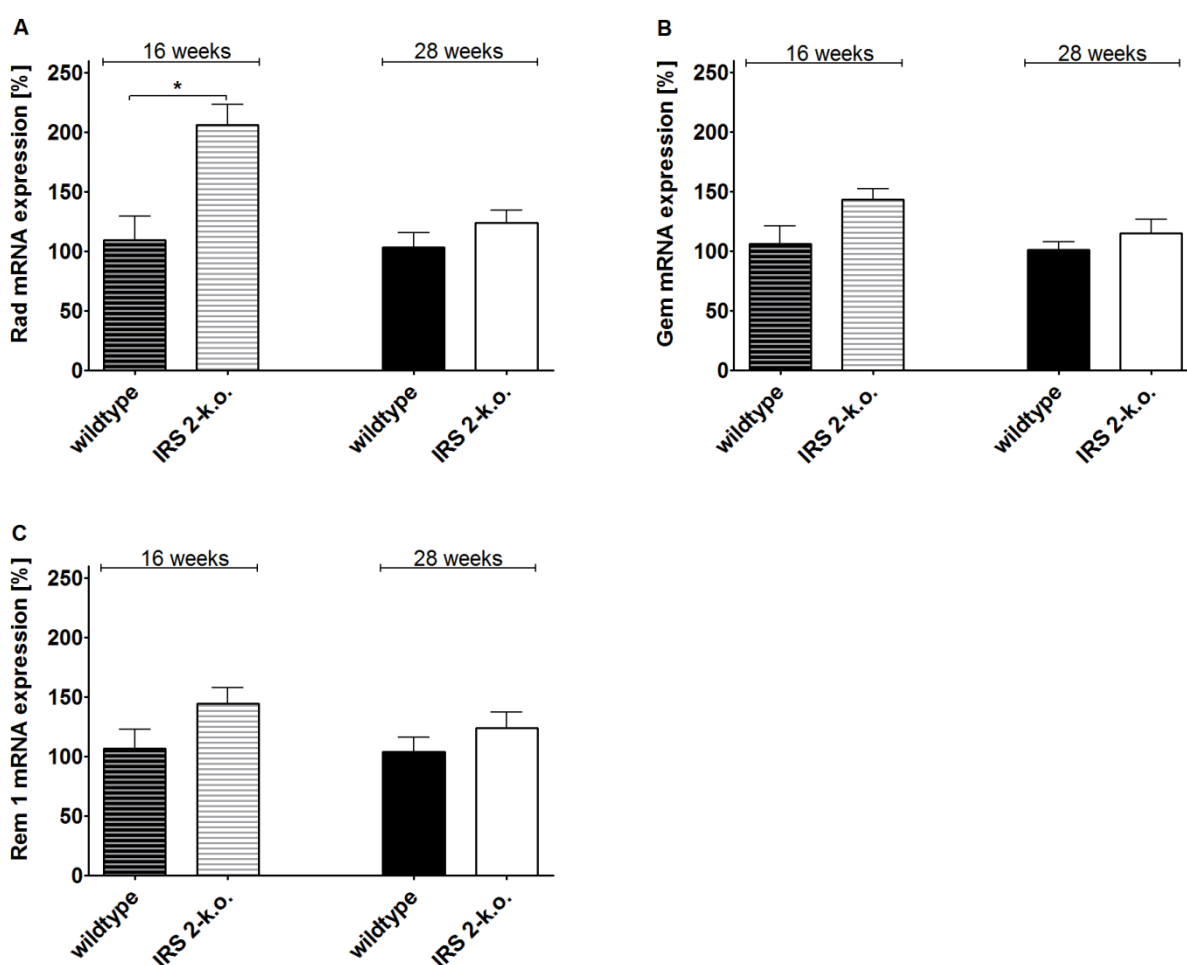 A
16 weeks
28 weeks
*
Rad mRNA expression [%]
250
200
150
100
50
0
wildtype
IRS 2-k.o.
wildtype
IRS 2-k.o.
B
16 weeks
28 weeks
Gem mRNA expression [%]
250
200
150
100
50
0
wildtype
IRS 2-k.o.
wildtype
IRS 2-k.o.
C
16 weeks
28 weeks
Rem 1 mRNA expression [%]
250
200
150
100
50
0
wildtype
IRS 2-k.o.
wildtype
IRS 2-k.o.